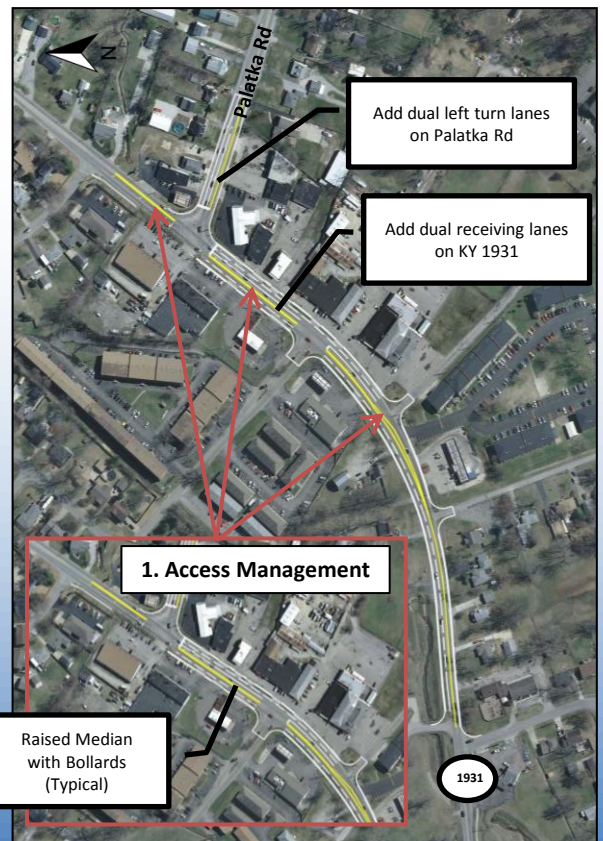 N
Palatka Rd
Add dual left turn lanes
on Palatka Rd
Add dual receiving lanes
on KY 1931
1. Access Management
Raised Median
with Bollards
(Typical)
1931